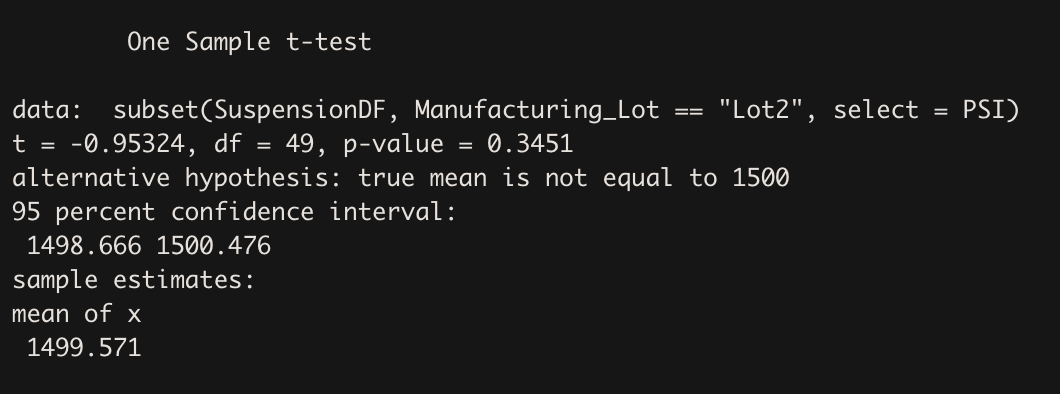 One Sample t-test
data:  subset(SuspensionDF, Manufacturing_Lot == "Lot2", select = PSI)
t = -0.95324, df = 49, p-value = 0.3451
alternative hypothesis: true mean is not equal to 1500
95 percent confidence interval:
1498.666 1500.476
sample estimates:
mean of x
1499.571